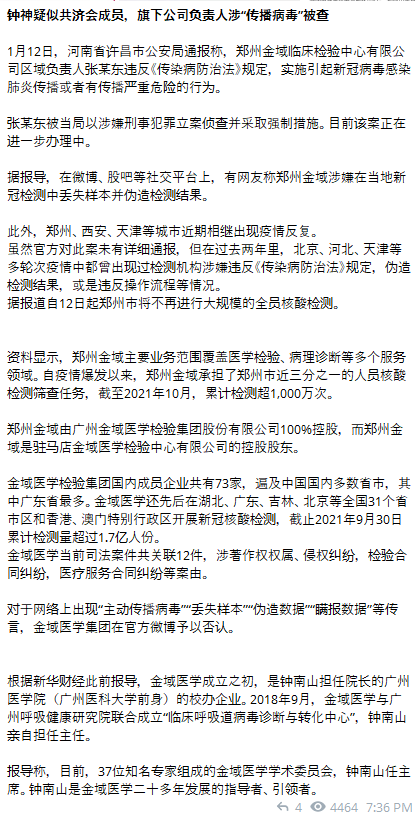 钟神疑似共济会成员，旗下公司负责人涉“传播病毒”被查
1月12日，河南省许昌市公安局通报称，郑州金域临床检验中心有限公
司区域负责人张某东违反《传染病防治法》规定，实施引起新冠病毒感染
肺炎传播或者有传播严重危险的行为。
张某东被当局以涉嫌刑事犯罪立案侦查并采取强制措施。目前该案正在
进一步办理中。
据报导，在微博、股吧等社交平台上，有网友称郑州金域涉嫌在当地新
冠检测中丢失样本并伪造检测结果。
此外，郑州、西安、天津等城市近期相继出现疫情反复。
虽然官方对此案未有详细通报，但在过去两年里，北京、河北、天津等
多轮次疫情中都曾出现过检测机构涉嫌违反《传染病防治法》规定，伪造
检测结果，或是违反操作流程等情况。
据报道自12日起郑州市将不再进行大规模的全员核酸检测。
资料显示，郑州金域主要业务范围覆盖医学检验、病理诊断等多个服务
领域。自疫情爆发以来，郑州金域承担了郑州市近三分之一的人员核酸
检测筛查任务，截至2021年10月，累计检测超1,000万次。
郑州金域由广州金域医学检验集团股份有限公司100%控股，而郑州金域
是驻马店金域医学检验中心有限公司的控股股东。
金域医学检验集团国内成员企业共有73家，遍及中国国内多数省市，其
中广东省最多。金域医学还先后在湖北、广东、吉林、北京等全国31个省
市区和香港、澳门特别行政区开展新冠核酸检测，截止2021年9月30日
累计检测量超过1.7亿人份。
金域医学当前司法案件共关联12件，涉著作权权属、侵权纠纷，检验合
同纠纷，医疗服务合同纠纷等案由。
对于网络上出现“主动传播病毒”“丢失样本”“伪造数据”“瞒报数据”等传
言，金域医学集团在官方微博予以否认。
根据新华财经此前报导，金域医学成立之初，是钟南山担任院长的广州
医学院（广州医科大学前身）的校办企业。2018年9月，金域医学与广
州呼吸健康研究院联合成立“临床呼吸道病毒诊断与转化中心”，钟南山
亲自担任主任。
报导称，目前，37位知名专家组成的金域医学学术委员会，钟南山任主
席。钟南山是金域医学二十多年发展的指导者、引领者。
4 4464 7:36 PM